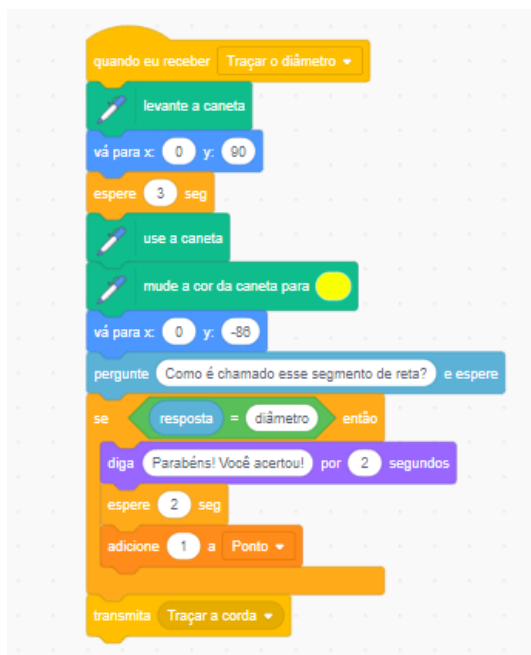 quando eu receber Traçar o diâmetro
levante a caneta
vá para x: 0 y: 90
espere 3 seg
use a caneta
mude a cor da caneta para
vá para x: 0 y: -86
pergunte Como é chamado esse segmento de reta? e espere
se resposta = diâmetro então
diga Parabéns! Você acertou! por 2 segundos
espere 2 seg
adicione 1 a Ponto
transmita Traçar a corda